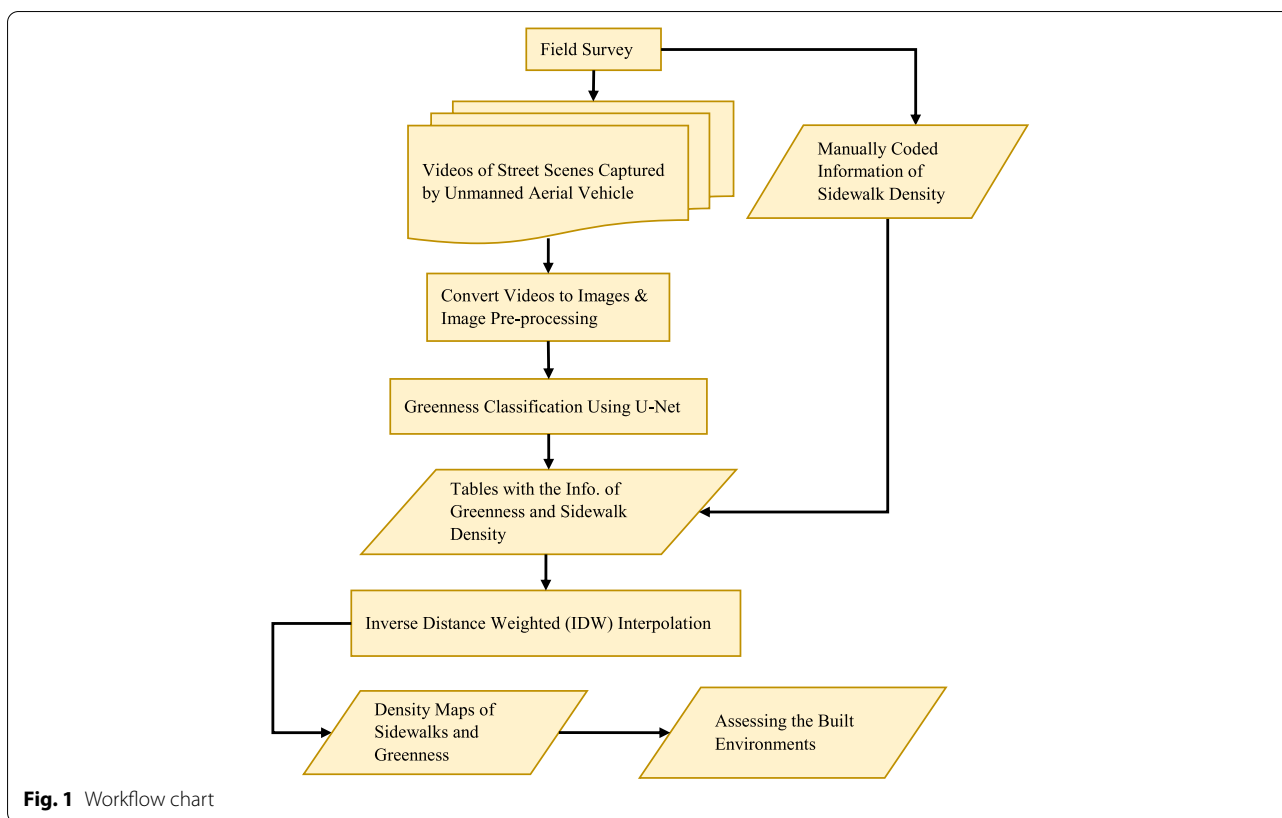 Field Survey
Videos of Street Scenes Captured
by Unmanned Aerial Vehicle
Manually Coded
Information of
Sidewalk Density
Convert Videos to Images &
Image Pre-processing
Greenness Classification Using U-Net
Tables with the Info. of
Greenness and Sidewalk
Density
Inverse Distance Weighted (IDW) Interpolation
Density Maps of
Sidewalks and
Greenness
Assessing the Built
Environments
Fig. 1 Workflow chart